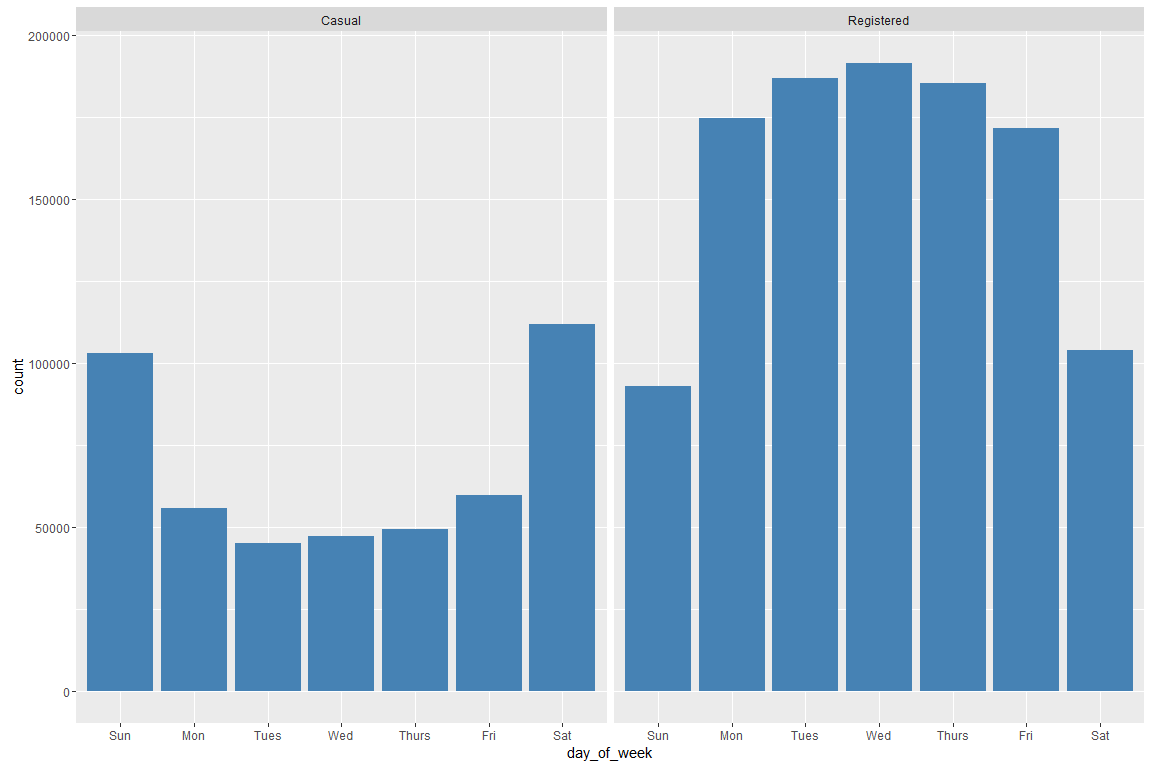 Casual Registered
200000
150000
100000
50000
0
count
Sun Mon Tues Wed Thurs Fri Sat Sun Mon Tues Wed Thurs Fri Sat
day_of_week